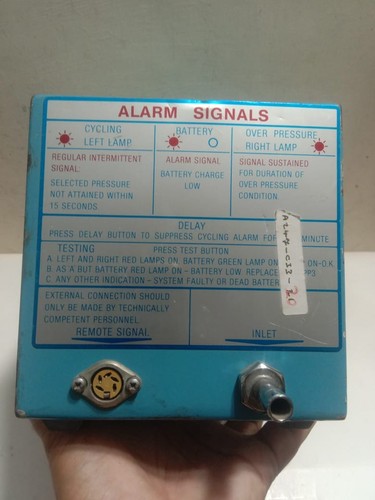 ALARM SIGNALS
CYCLING
LEFT LAMP
BATTERY
OVER PRESSURE
RIGHT LAMP
REGULAR INTERMITTENT
SIGNAL:
SELECTED PRESSURE
NOT ATTAINED WITHIN
15 SECONDS.
ALARM SIGNAL
BATTERY CHARGE
LOW
SIGNAL SUSTAINED
FOR DURATION OF
OVER PRESSURE
CONDITION.
DELAY
PRESS DELAY BUTTON TO SUPPRESS CYCLING ALARM FOR MINUTE
TESTING PRESS TEST BUTTON
A. LEFT AND RIGHT RED LAMPS ON, BATTERY GREEN LAMP ON ON-O.K.
B. AS A BUT BATTERY RED LAMP ON - BATTERY LOW, REPLACE PP3
C. ANY OTHER INDICATION - SYSTEM FAULTY OR DEAD BATTERY
EXTERNAL CONNECTION SHOULD
ONLY BE MADE BY TECHNICALLY
COMPETENT PERSONNEL
REMOTE SIGNAL
INLET